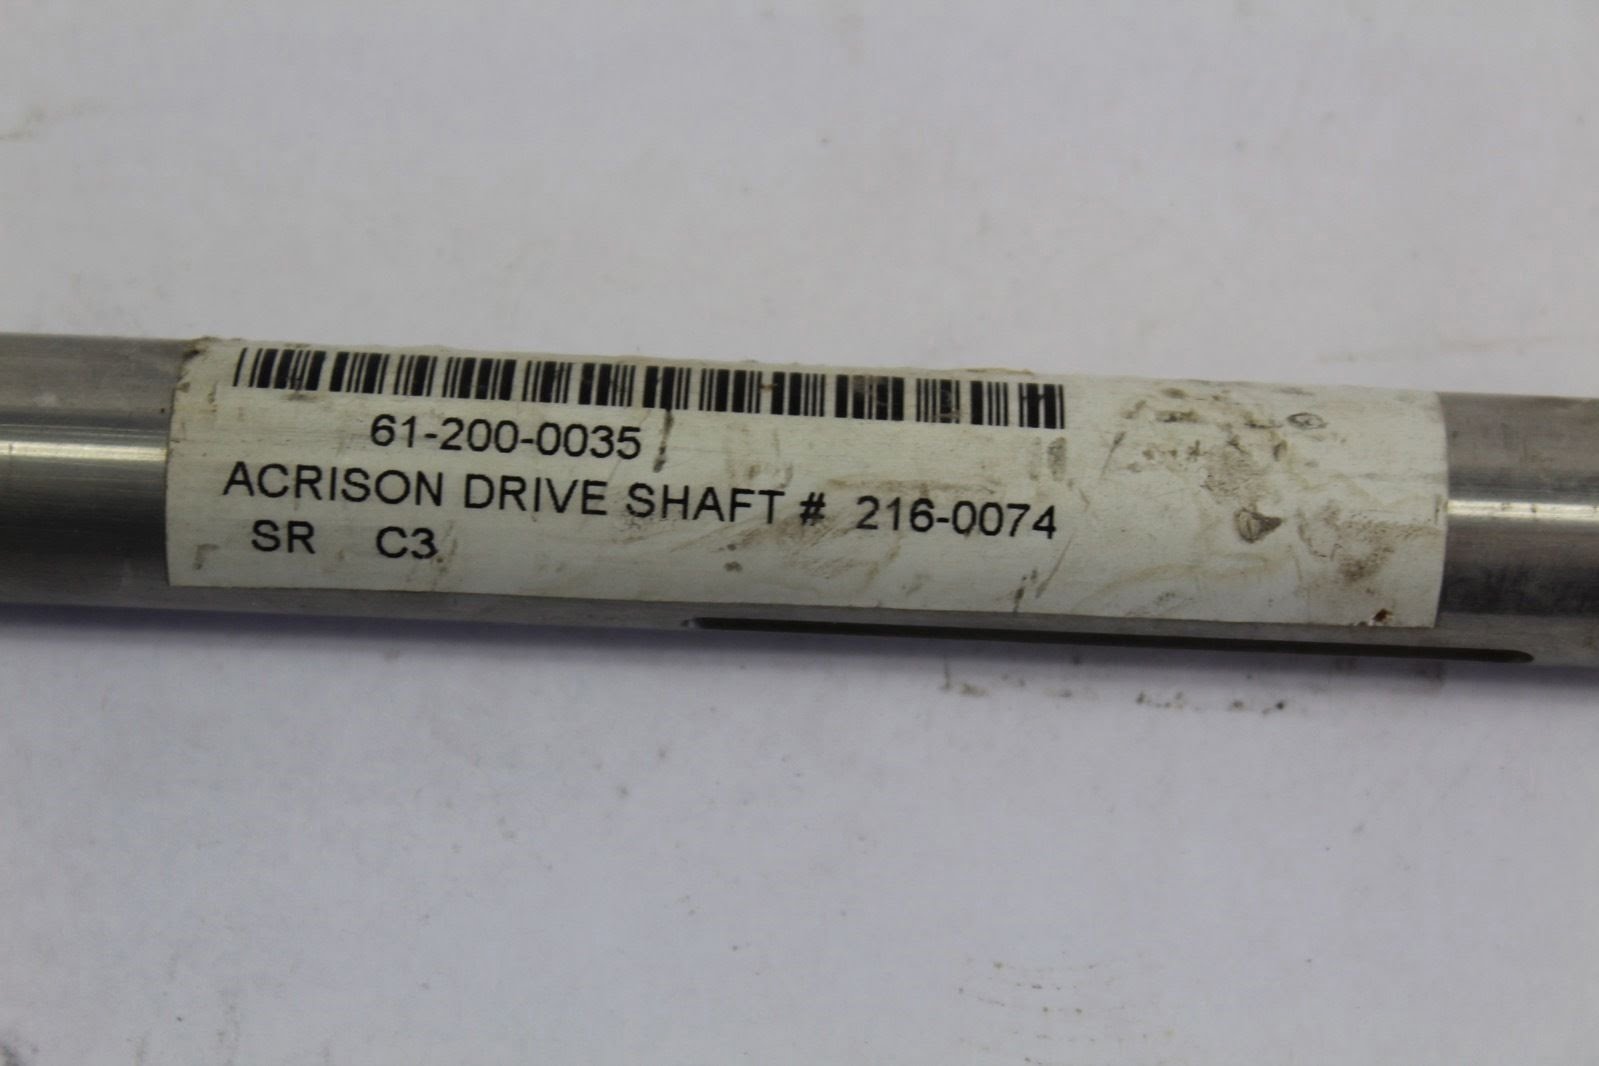 61-200-0035
ACRISON DRIVE SHAFT # 216-0074
SR C3